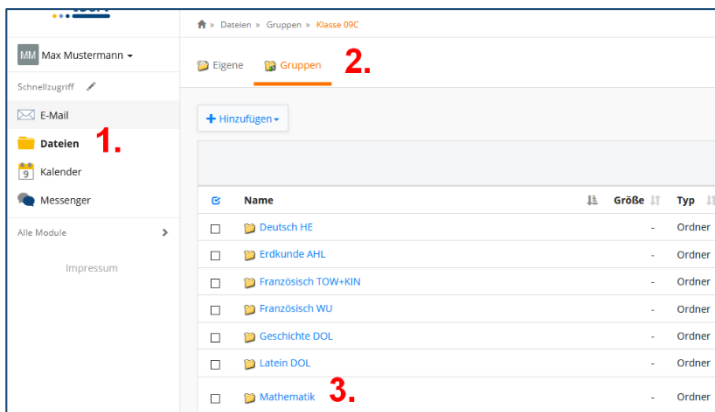 » Dateien » Gruppen » Klasse 09C
MM Max Mustermann
Eigene Gruppen 2.
Schnellzugriff
E-Mail
+ Hinzufügen
Dateien 1.
9 Kalender
Messenger
Name Größe Typ
Alle Module >
Deutsch HE - Ordner
Erdkunde AHL - Ordner
Impressum
Französisch TOW+KIN - Ordner
Französisch WU - Ordner
Geschichte DOL - Ordner
Latein DOL - Ordner
Mathematik 3. - Ordner